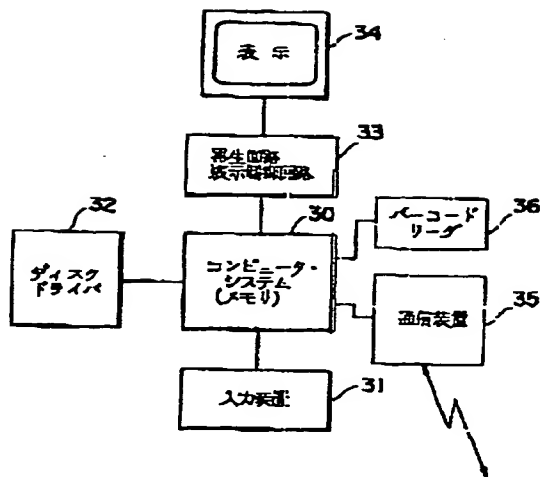 34
表示
33
再生回路
表示制御回路
32
30
36
バーコード
リーダ
ディスク
ドライバ
コンピュータ・
システム
(メモリ)
35
通信装置
31
入力装置